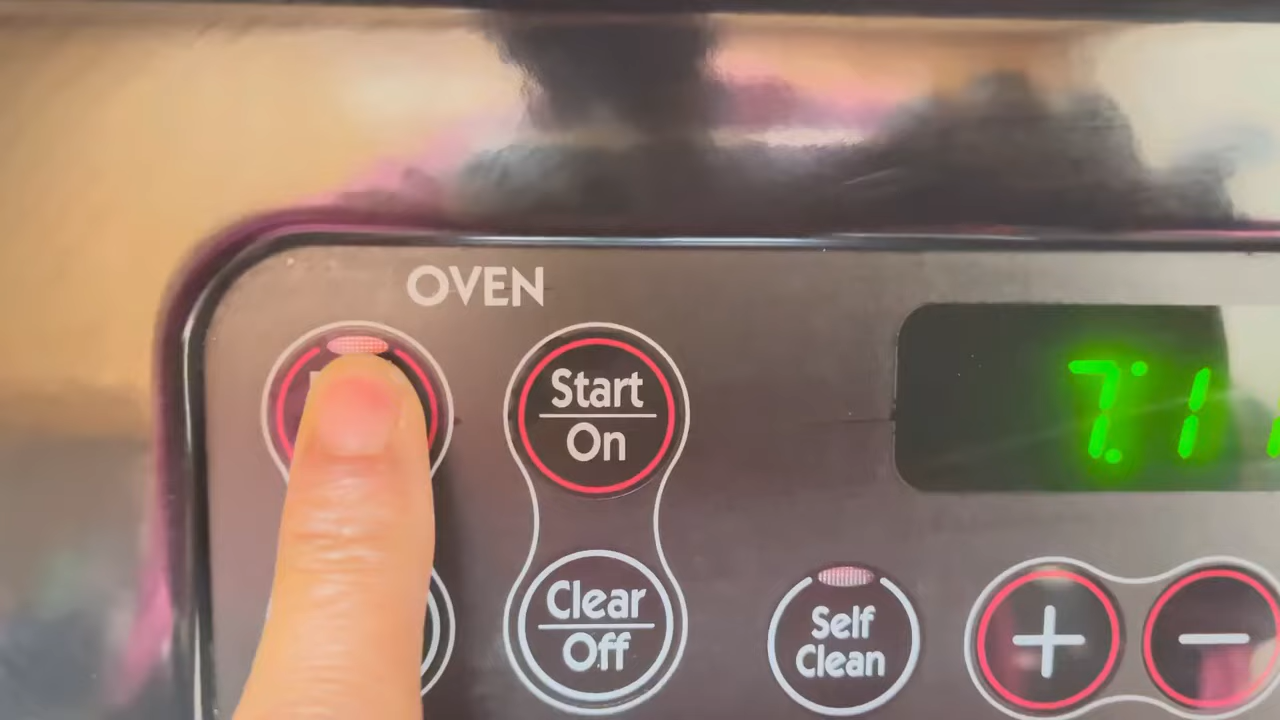 OVEN
Start
On
7:1
Clear
Off
Self
Clean
+
−